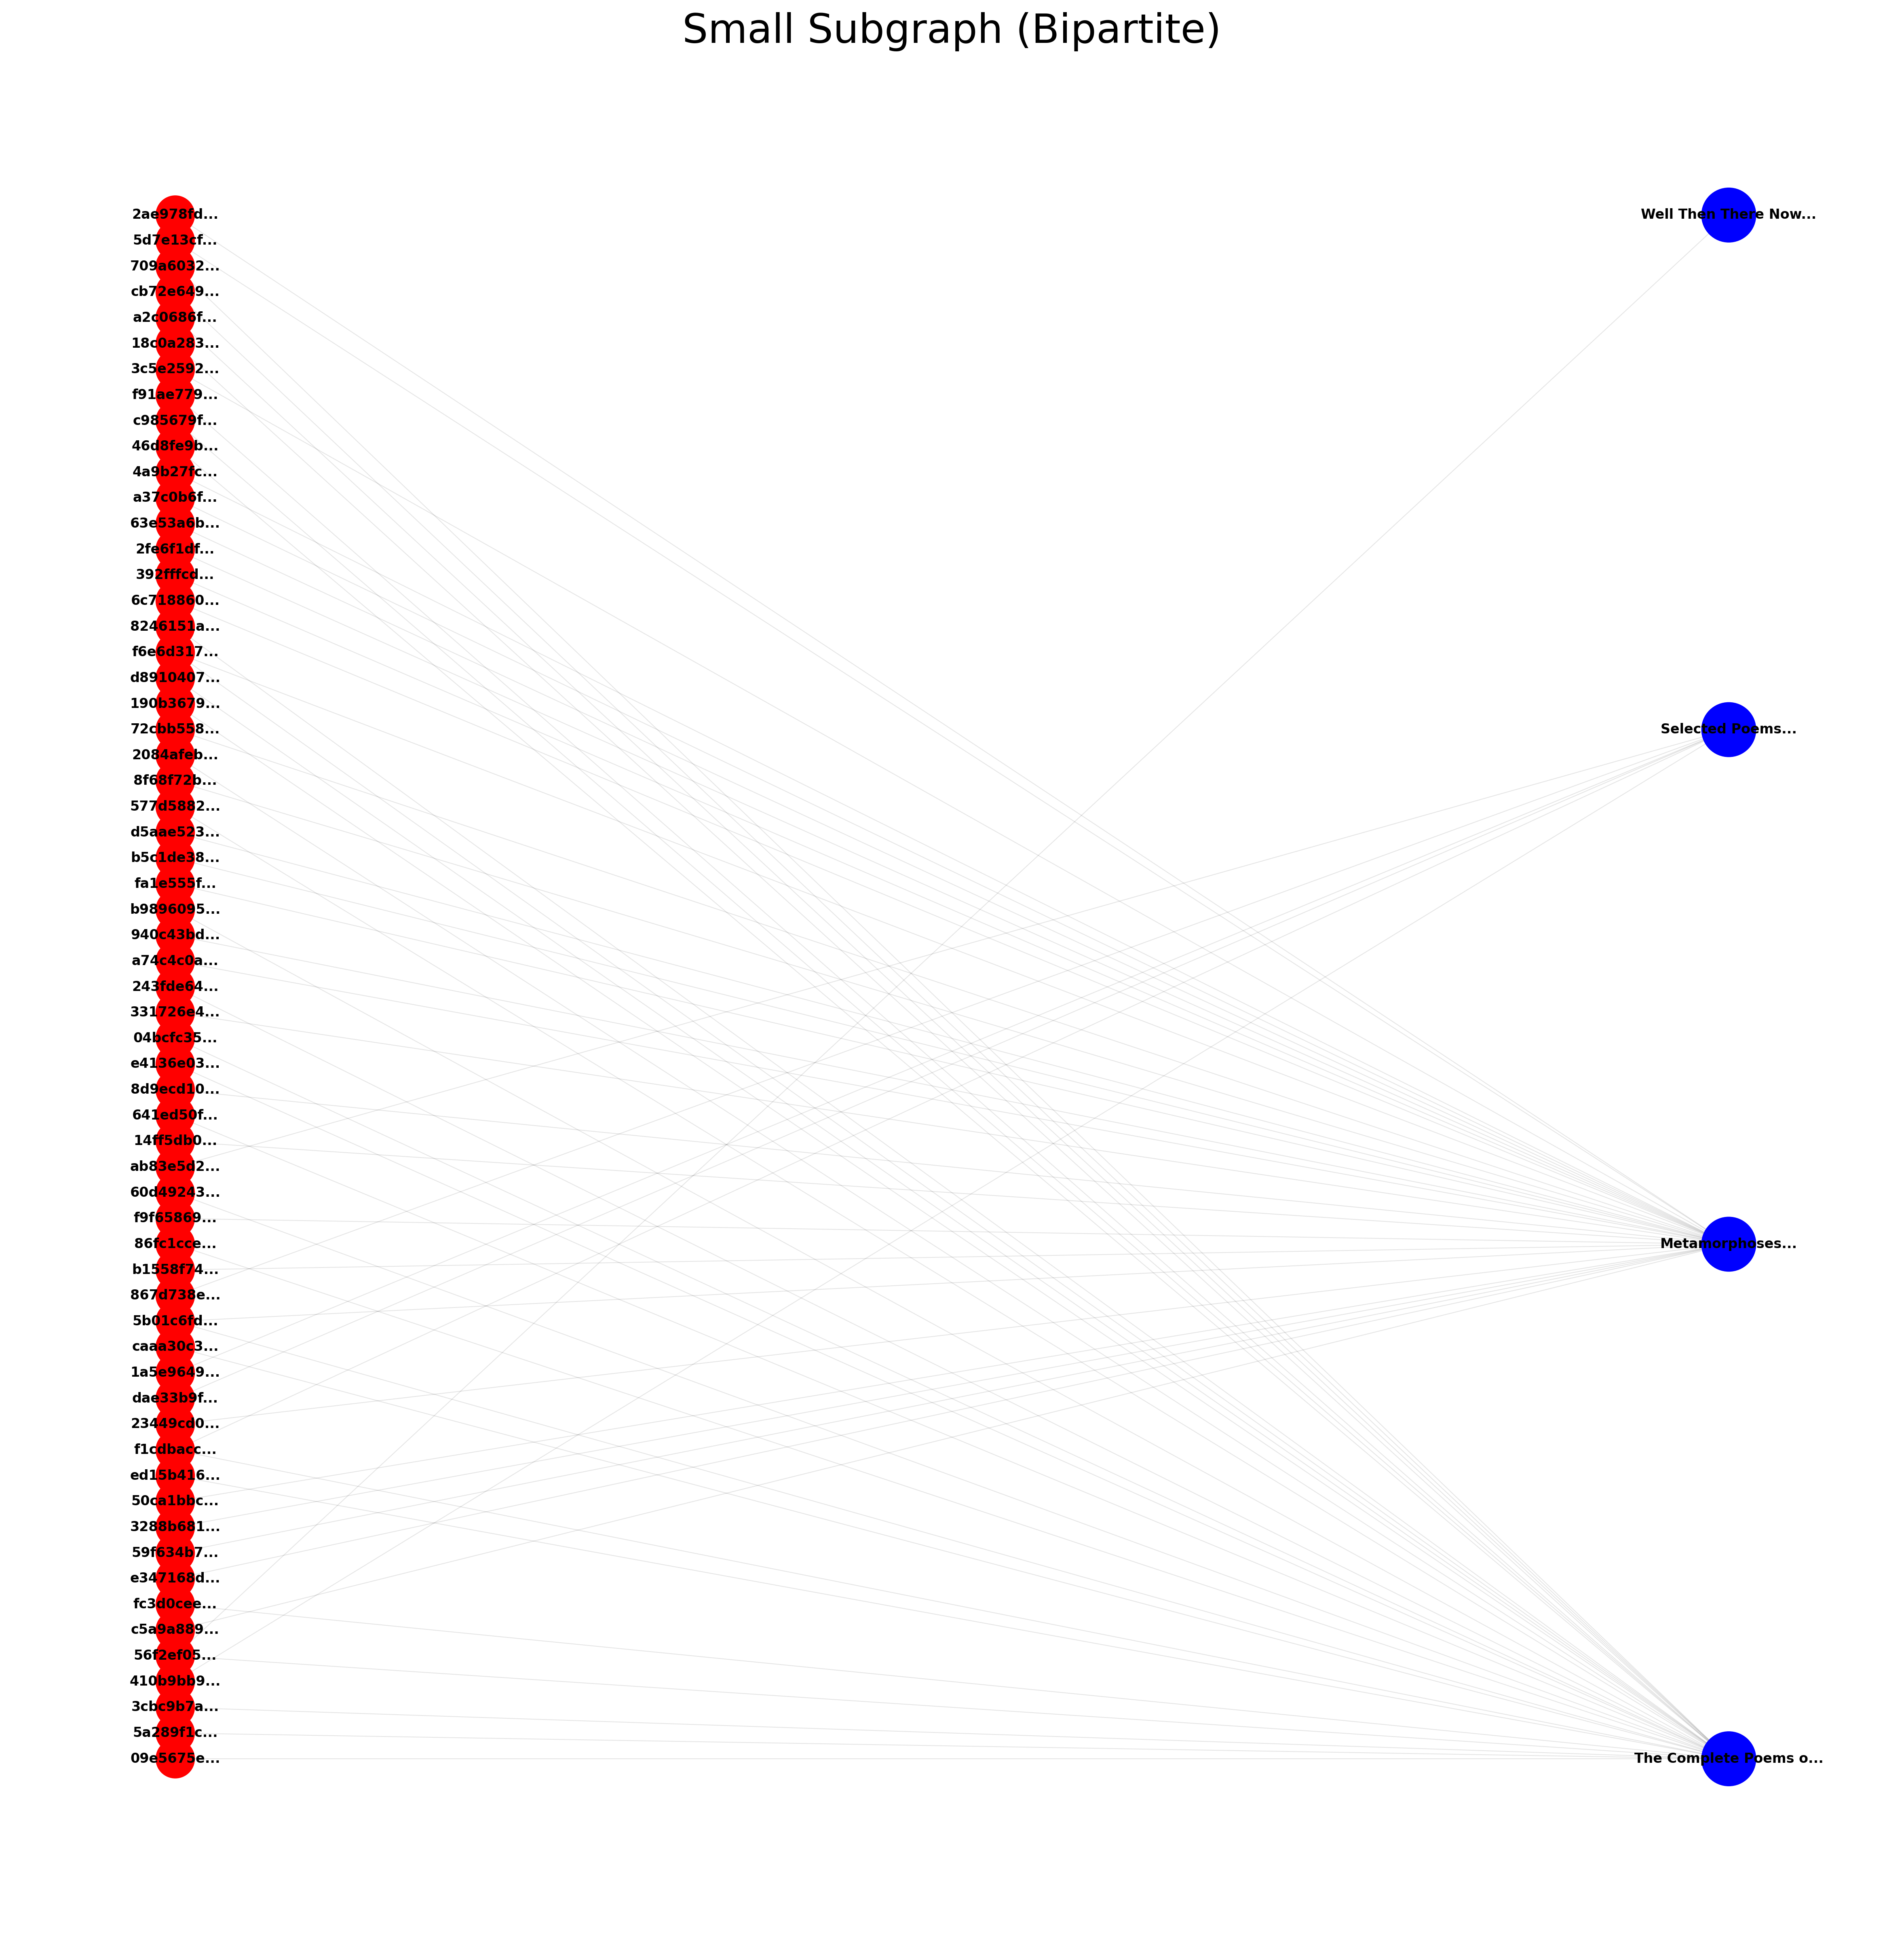 Small Subgraph (Bipartite)
2ae978fd...
5d7e13cf...
709a6032...
cb72e649...
a2c0686f...
18c0a283...
3c5e2592...
f91ae779...
c985679f...
46d8fe9b...
4a9b27fc...
a37c0b6f...
63e53a6b...
2fe6f1df...
392fffcd...
6c718860...
8246151a...
f6e6d317...
d8910407...
190b3679...
72cbb558...
2084afeb...
8f68f72b...
577d5882...
d5aae523...
b5c1de38...
fa1e555f...
b9896095...
940c43bd...
a74c4c0a...
243fde64...
331726e4...
04bcfc35...
e4136e03...
8d9ecd10...
641ed50f...
14ff5db0...
ab83e5d2...
60d49243...
f9f65869...
86fc1cce...
b1558f74...
867d738e...
5b01c6fd...
caaa30c3...
1a5e9649...
dae33b9f...
23449cd0...
f1cdbacc...
ed15b416...
50ca1bbc...
3288b681...
59f634b7...
e347168d...
fc3d0cee...
c5a9a889...
56f2ef05...
410b9bb9...
3cbc9b7a...
5a289f1c...
09e5675e...
Well Then There Now...
Selected Poems...
Metamorphoses...
The Complete Poems o...